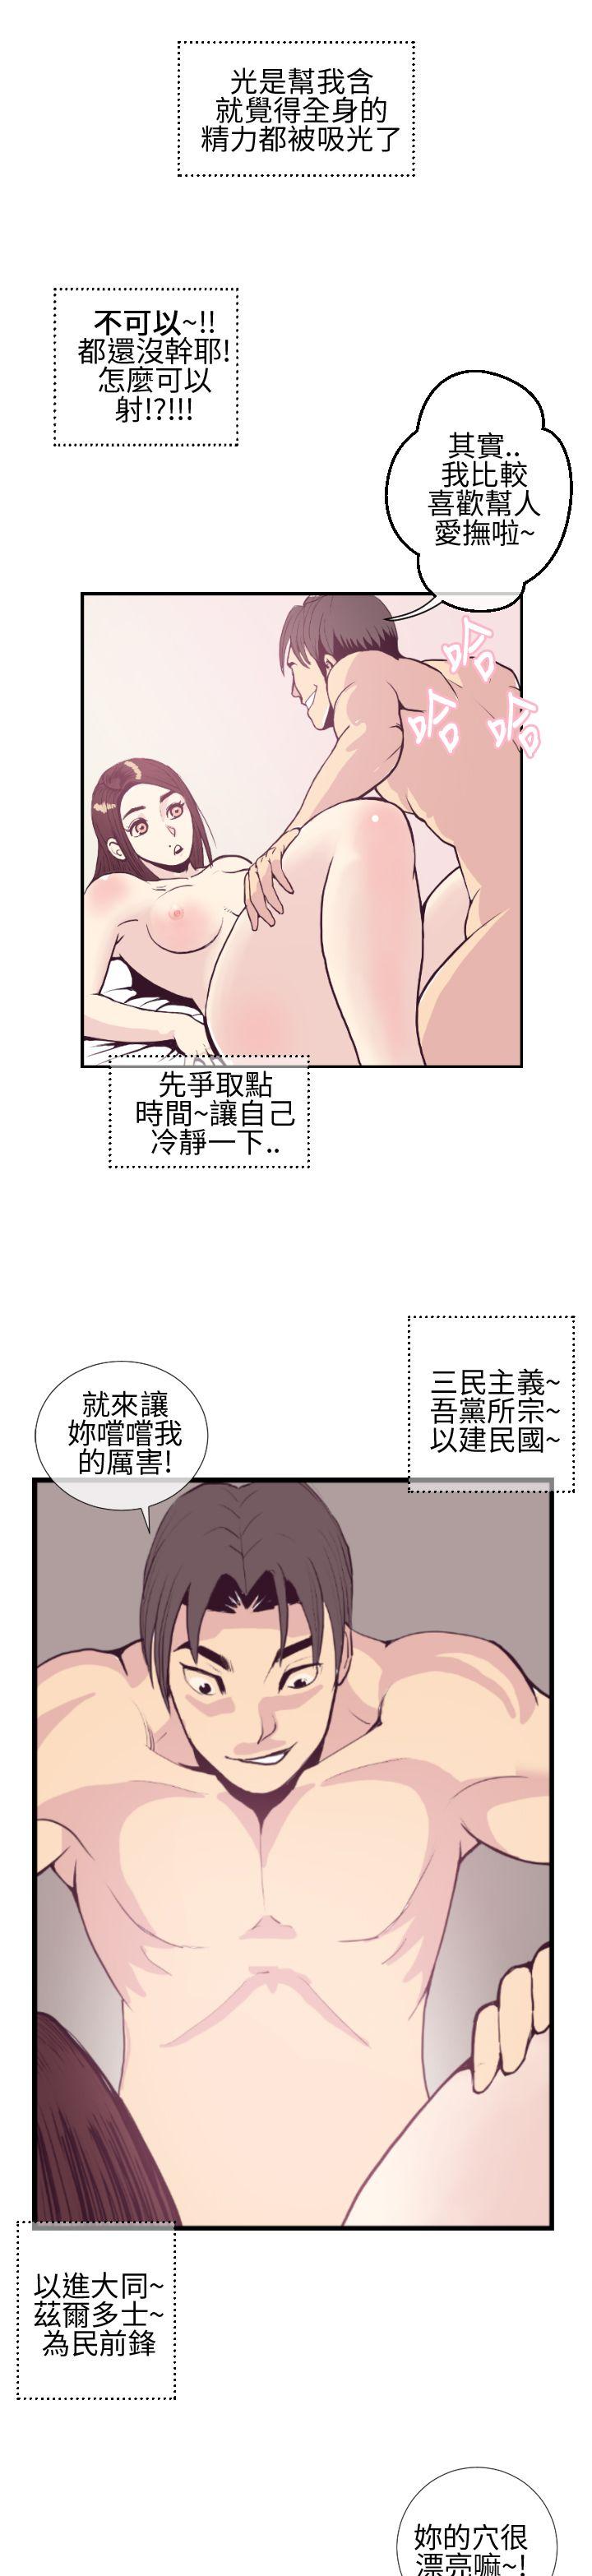 光是幫我含
就覺得全身的
精力都被吸光了
不可以~!!
都還沒幹耶!
怎麼可以
射!?!!!
其實..
我比較
喜歡幫人
愛撫啦~
哈
哈
哈
先爭取點
時間~讓自己
冷靜一下..
三民主義~
吾黨所宗~
以建民國~
就來讓
妳嚐嚐我
的厲害!
以進大同~
茲爾多士~
為民前鋒
妳的穴很
漂亮嘛~!